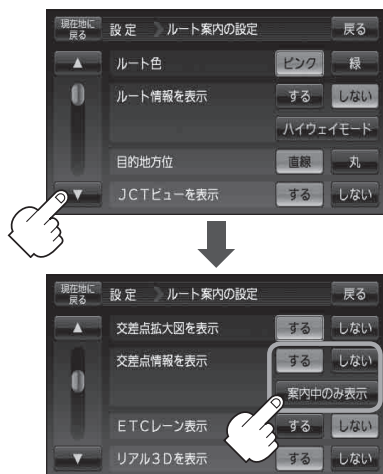 現在地に
戻る
設定 ルート案内の設定 戻る
ルート色 ピンク 緑
ルート情報を表示 する しない
ハイウェイモード
目的地方位 直線 丸
JCTビューを表示 する しない
現在地に
戻る
設定 ルート案内の設定 戻る
交差点拡大図を表示 する しない
交差点情報を表示 する しない
案内中のみ表示
ETCレーン表示 する しない
リアル3Dを表示 する しない